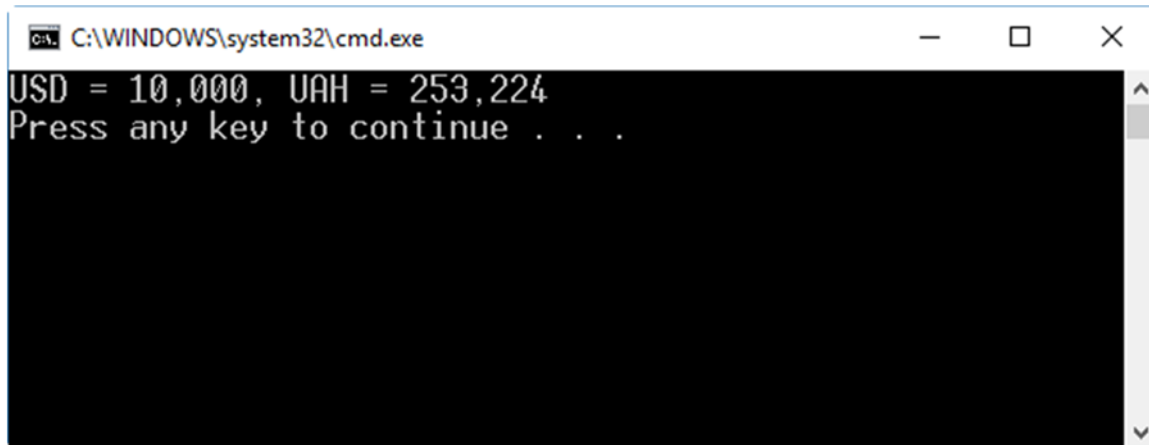 C:\WINDOWS\system32\cmd.exe
USD = 10,000, UAH = 253,224
Press any key to continue . . .